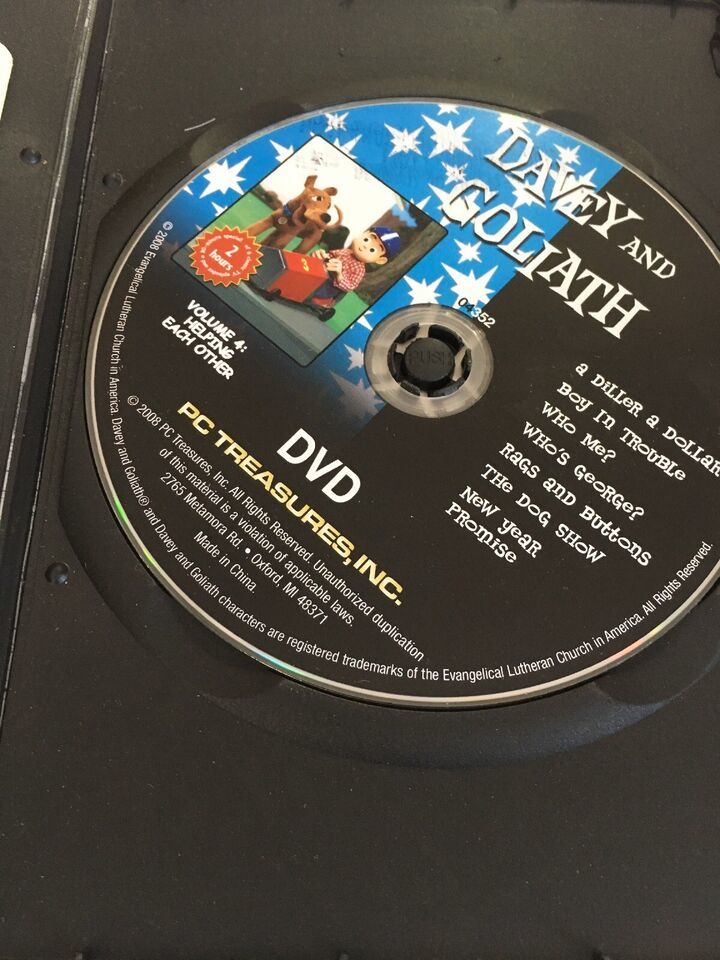 DAVEY AND
GOLIATH
2
hours
VOLUME 4:
HELPING
EACH OTHER
04352
PUSH
a DILLER a DOLLAR
BOY IN TROUBLE
WHO Me?
WHO'S GEORGE?
RAGS AND BUTTONS
THE DOG SHOW
NEW YEAR
PROMISE
DVD
PC TREASURES, INC.
© 2008 PC Treasures, Inc. All Rights Reserved. Unauthorized duplication
of this material is a violation of applicable laws.
2765 Metamora Rd. • Oxford, MI 48371
Made in China.
© 2008 Evangelical Lutheran Church in America. Davey and Goliath® and Davey and Goliath characters are registered trademarks of the Evangelical Lutheran Church in America. All Rights Reserved.